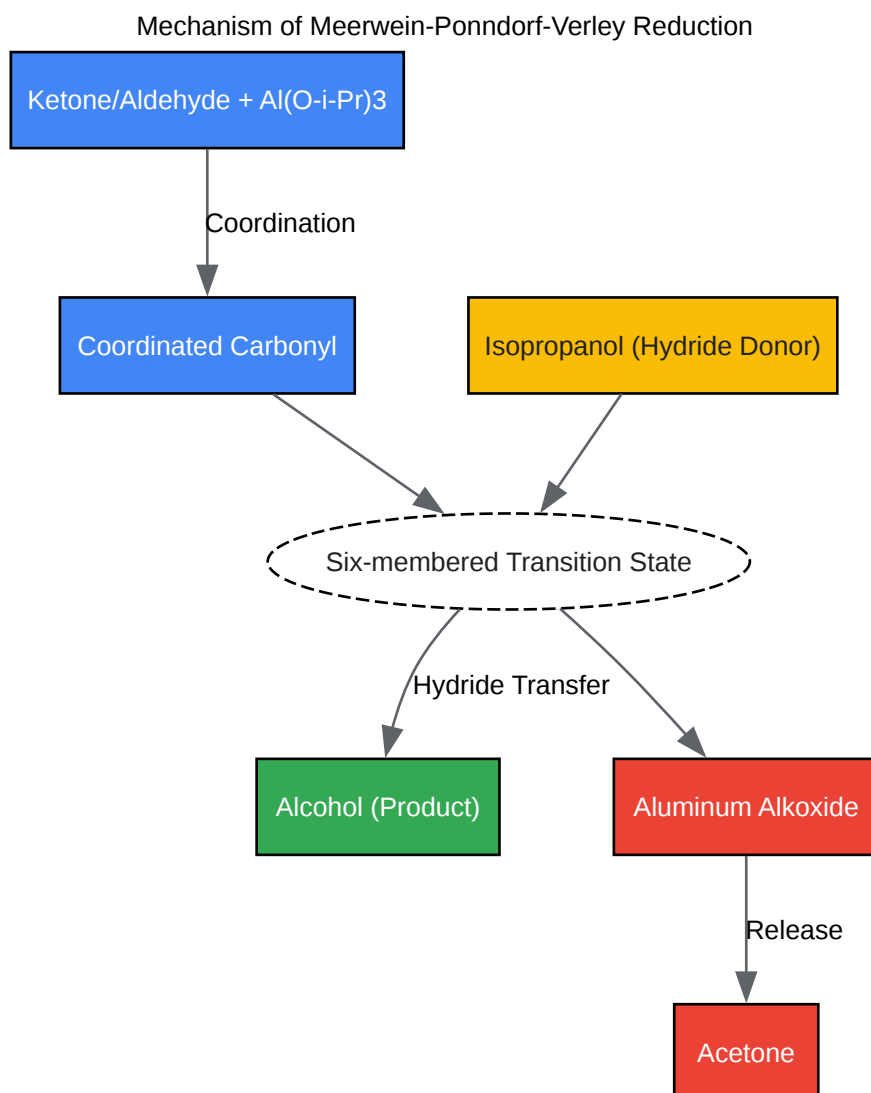 Mechanism of Meerwein-Ponndorf-Verley Reduction
Ketone/Aldehyde + Al(O-i-Pr)3
Coordination
Coordinated Carbonyl
Isopropanol (Hydride Donor)
Six-membered Transition State
Hydride Transfer
Alcohol (Product)
Aluminum Alkoxide
Release
Acetone